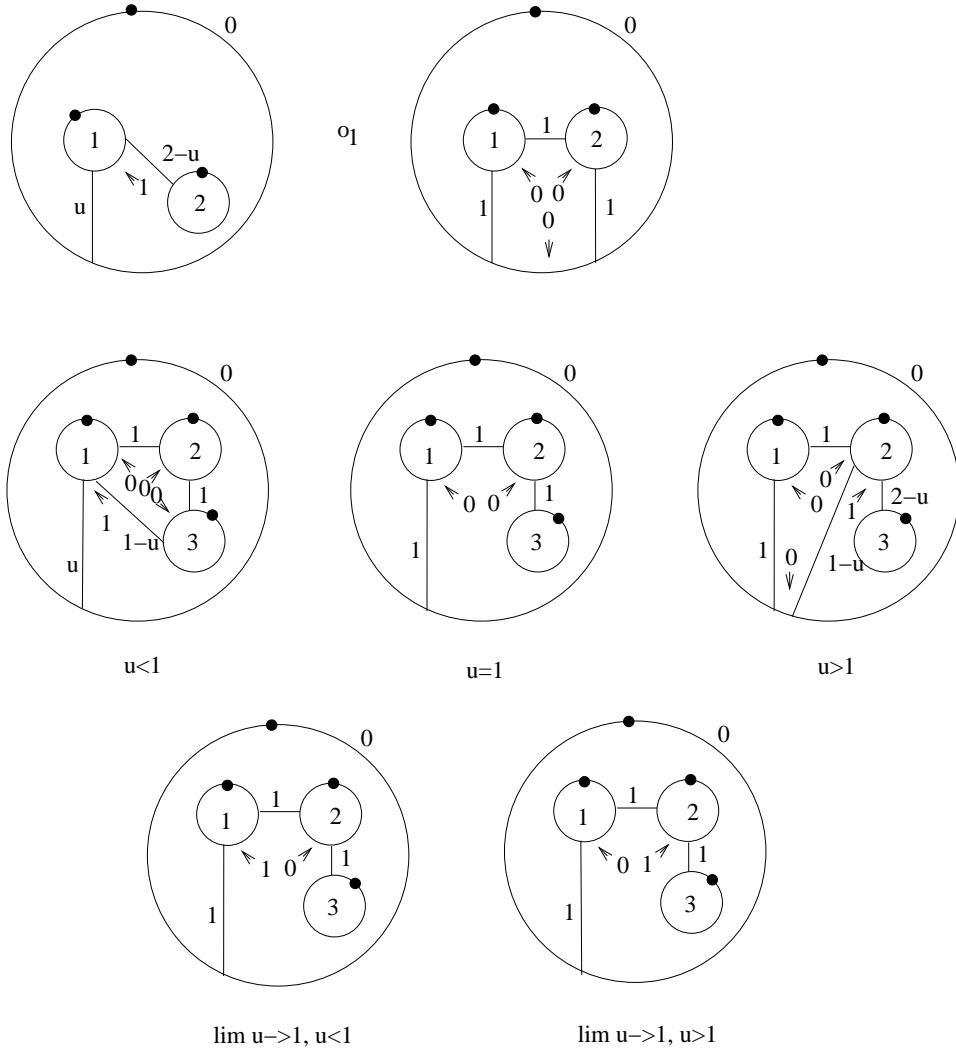 0 0
1 2-u 1 2 u
o1
1 1 2 0 0 0 1 1
0 0 0
1 1 2 0 0 0 1 1 1-u 3 u
1 1 2 0 0 1 3 1
1 1 2 0 0 1 2-u 3 0 1-u 1
u<1 u=1 u>1
0 0
1 1 2 1 0 1 3 1
1 1 2 0 1 1 3 1
lim u->1, u<1 lim u->1, u>1